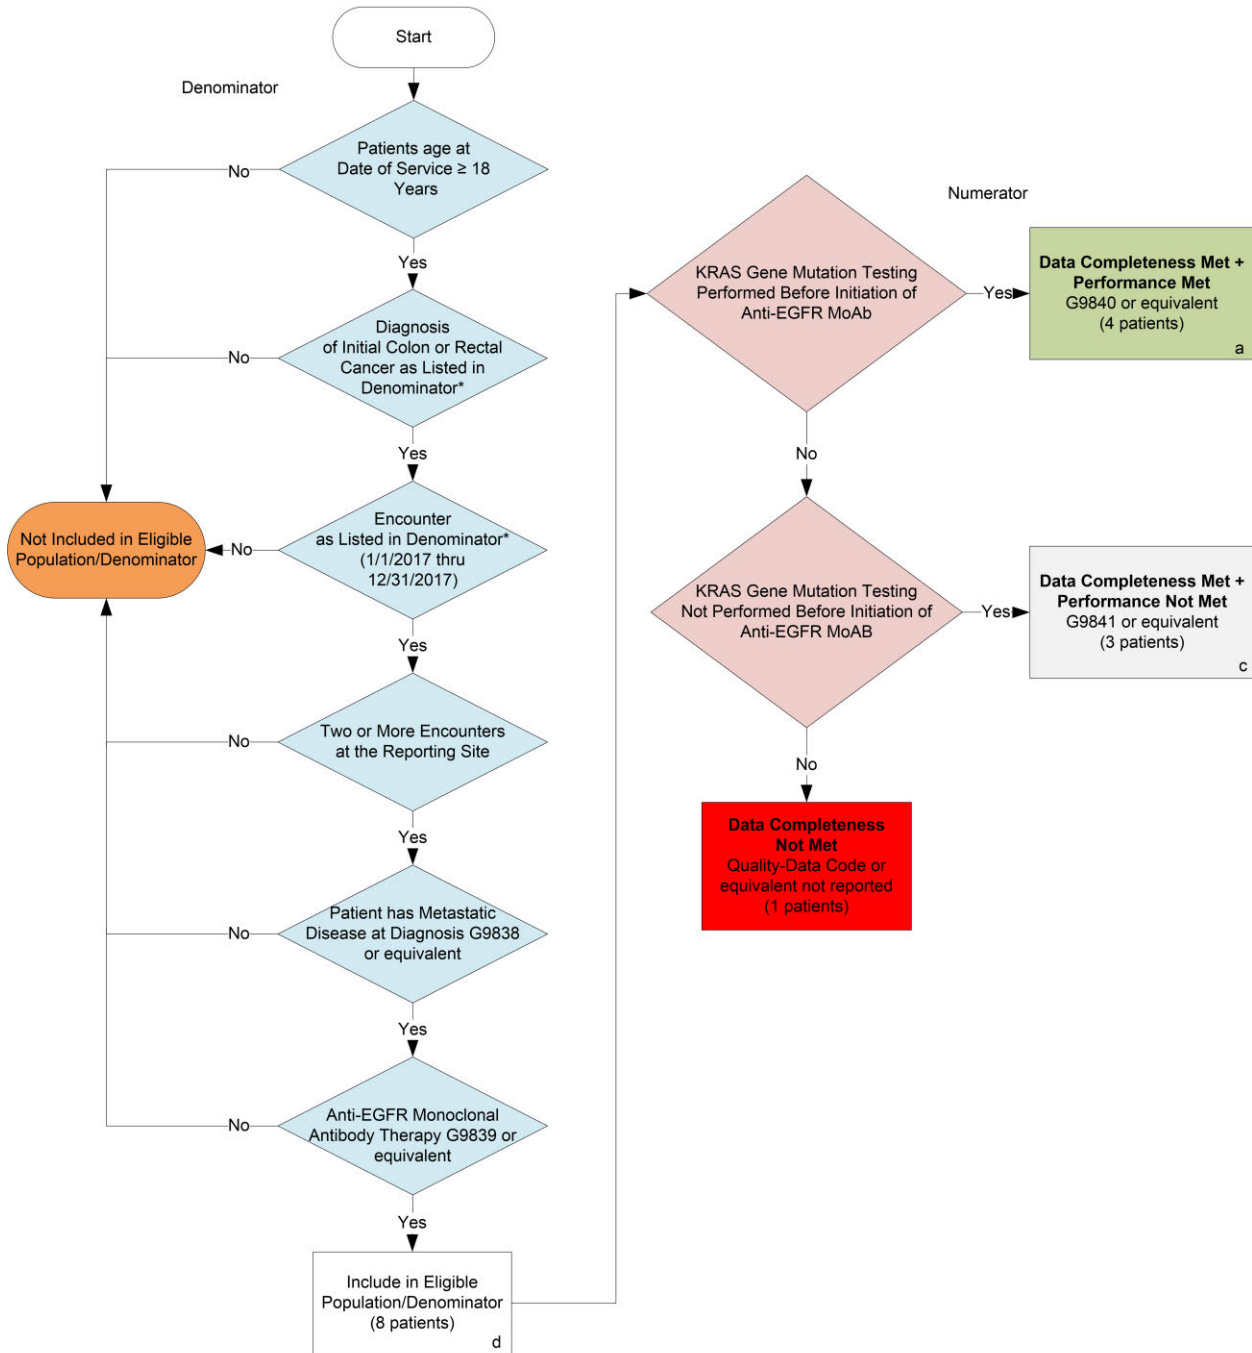 Start
Denominator
Patients age at
Date of Service ≥ 18
Years
No
Yes
Diagnosis
of Initial Colon or Rectal
Cancer as Listed in
Denominator*
No
Yes
Encounter
as Listed in Denominator*
(1/1/2017 thru
12/31/2017)
No
Not Included in Eligible
Population/Denominator
Yes
Two or More Encounters
at the Reporting Site
No
Yes
Patient has Metastatic
Disease at Diagnosis G9838
or equivalent
No
Yes
Anti-EGFR Monoclonal
Antibody Therapy G9839 or
equivalent
No
Yes
Include in Eligible
Population/Denominator
(8 patients)
d
Numerator
KRAS Gene Mutation Testing
Performed Before Initiation of
Anti-EGFR MoAb
Yes
Data Completeness Met +
Performance Met
G9840 or equivalent
(4 patients)
a
No
KRAS Gene Mutation Testing
Not Performed Before Initiation of
Anti-EGFR MoAB
Yes
Data Completeness Met +
Performance Not Met
G9841 or equivalent
(3 patients)
c
No
Data Completeness
Not Met
Quality-Data Code or
equivalent not reported
(1 patients)